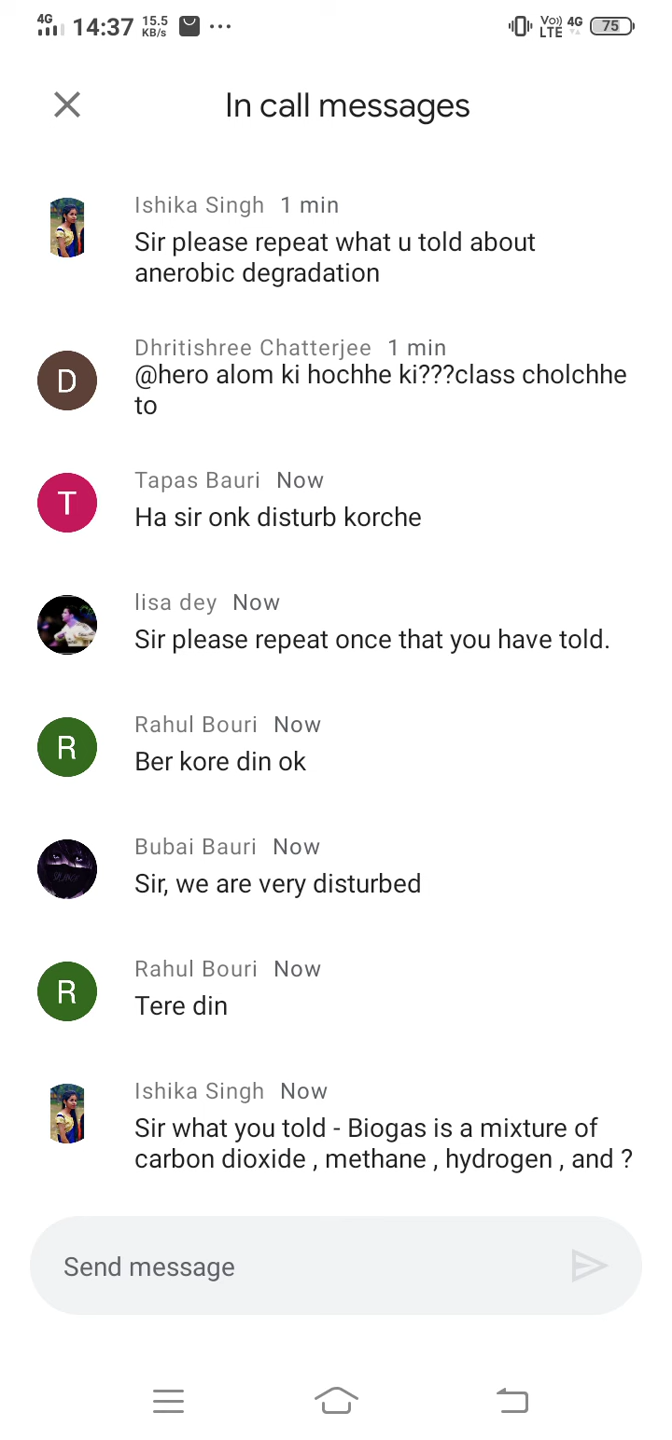 4G 14:37 15.5 KB/s ... Vo) LTE 4G 75
In call messages
Ishika Singh 1 min
Sir please repeat what u told about
anerobic degradation
Dhritishree Chatterjee 1 min
D
@hero alom ki hochhe ki???class cholchhe
to
Tapas Bauri Now
T
Ha sir onk disturb korche
lisa dey Now
Sir please repeat once that you have told.
Rahul Bouri Now
R
Ber kore din ok
Bubai Bauri Now
Sir, we are very disturbed
Rahul Bouri Now
R
Tere din
Ishika Singh Now
Sir what you told - Biogas is a mixture of
carbon dioxide , methane , hydrogen , and ?
Send message